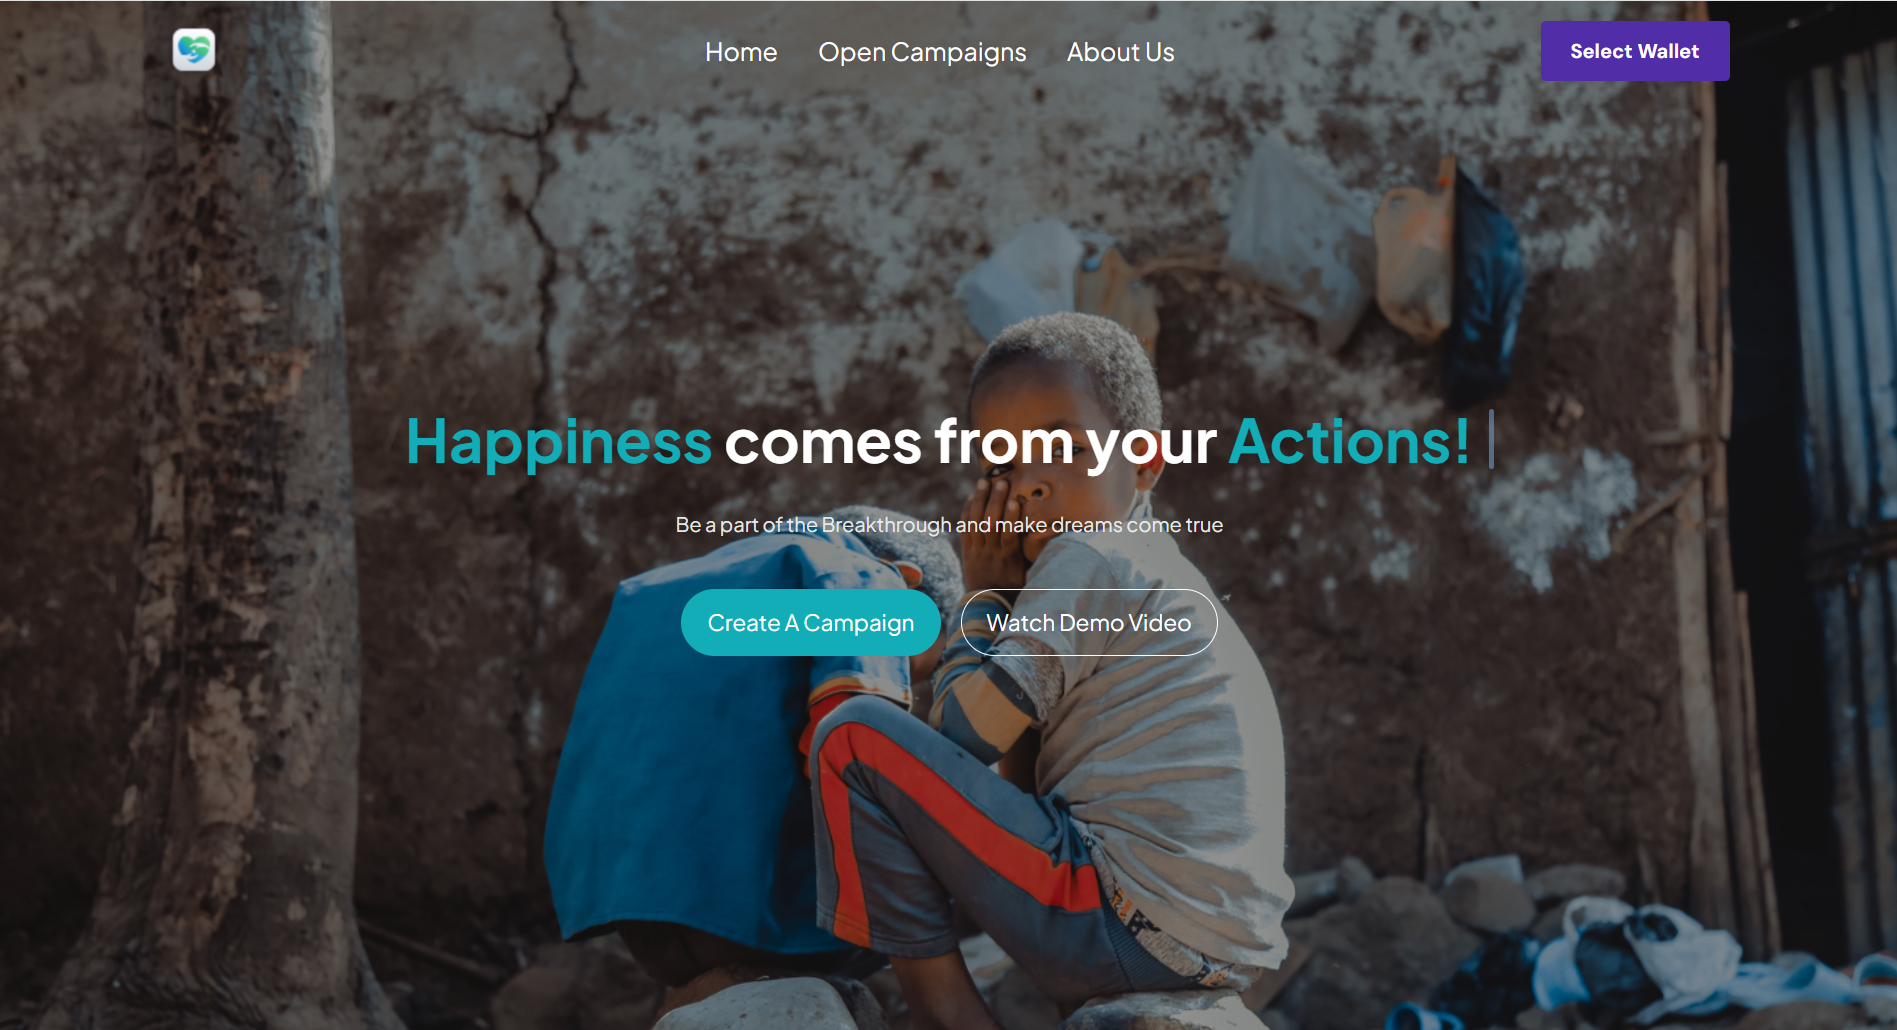 Home
Open Campaigns
About Us
Select Wallet
Happiness comes from your Actions!
Be a part of the Breakthrough and make dreams come true
Create A Campaign
Watch Demo Video